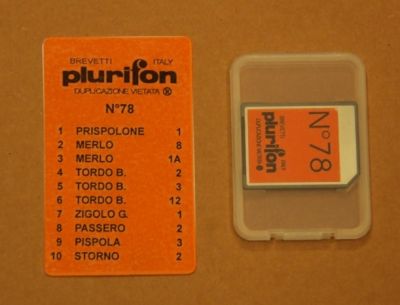 BREVETTI ITALY
plurifon
DUPLICAZIONE VIETATA ®
N°78
1 PRISPOLONE 1
2 MERLO 8
3 MERLO 1A
4 TORDO B. 2
5 TORDO B. 3
6 TORDO B. 12
7 ZIGOLO G. 1
8 PASSERO 2
9 PISPOLA 3
10 STORNO 2
BREVETTI ITALY
plurifon
DUPLICAZIONE VIETATA ®
N°78